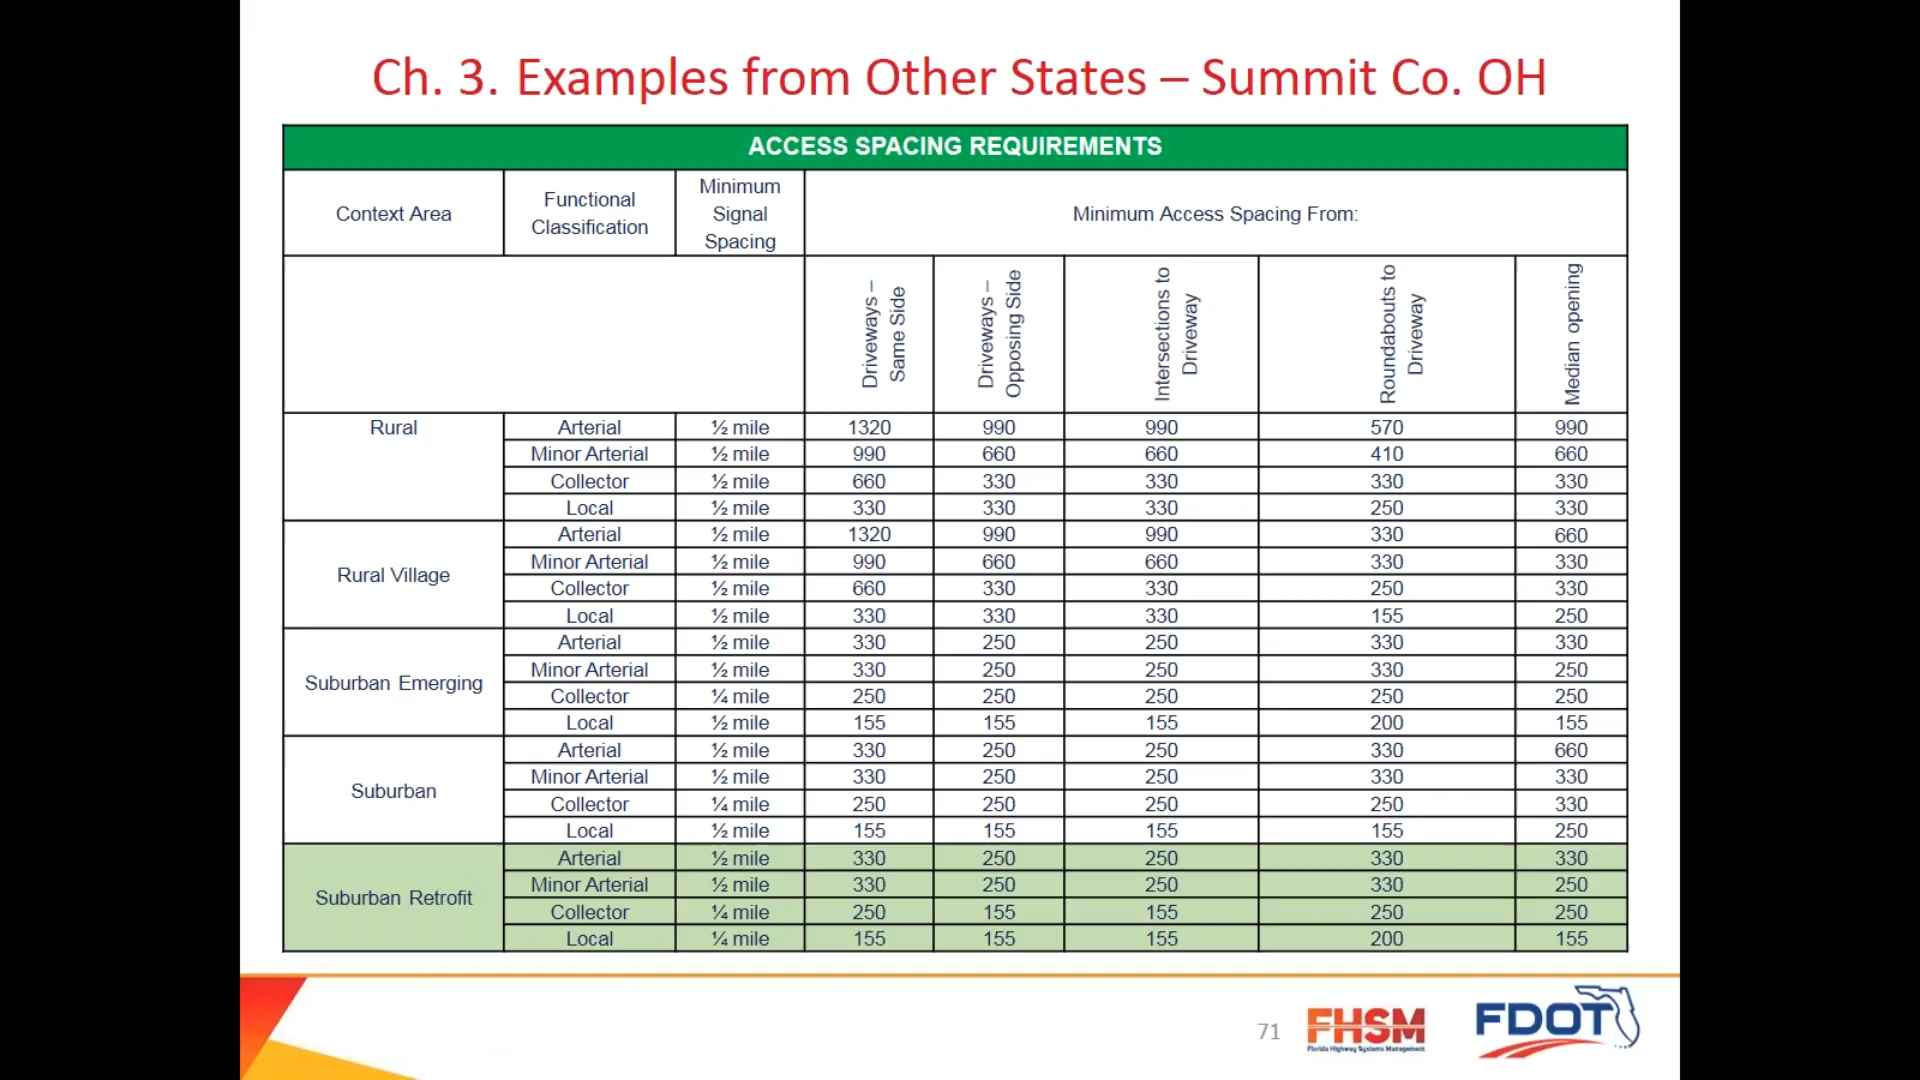 Ch. 3. Examples from Other States – Summit Co. OH
ACCESS SPACING REQUIREMENTS
Context Area
Functional
Classification
Minimum
Signal
Spacing
Minimum Access Spacing From:
Driveways –
Same Side
Driveways –
Opposing Side
Intersections to
Driveway
Roundabouts to
Driveway
Median opening
Rural
Arterial ½ mile 1320 990 990 570 990
Minor Arterial ½ mile 990 660 660 410 660
Collector ½ mile 660 330 330 330 330
Local ½ mile 330 330 330 250 330
Rural Village
Arterial ½ mile 1320 990 990 330 660
Minor Arterial ½ mile 990 660 660 330 330
Collector ½ mile 660 330 330 250 330
Local ½ mile 330 330 330 155 250
Suburban Emerging
Arterial ½ mile 330 250 250 330 330
Minor Arterial ½ mile 330 250 250 330 250
Collector ¼ mile 250 250 250 250 250
Local ½ mile 155 155 155 200 155
Suburban
Arterial ½ mile 330 250 250 330 660
Minor Arterial ½ mile 330 250 250 330 330
Collector ¼ mile 250 250 250 250 330
Local ½ mile 155 155 155 155 250
Suburban Retrofit
Arterial ½ mile 330 250 250 330 330
Minor Arterial ½ mile 330 250 250 330 250
Collector ¼ mile 250 155 155 250 250
Local ¼ mile 155 155 155 200 155
71
FHSM
Florida Highway Systems Management
FDOT